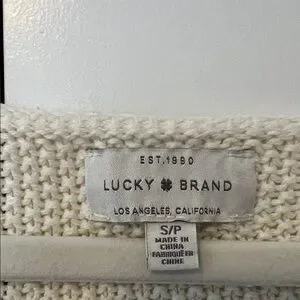 EST.1990
LUCKY BRAND
LOS ANGELES, CALIFORNIA
S/P
MADE IN
CHINA
FABRIQUÉ EN
CHINE